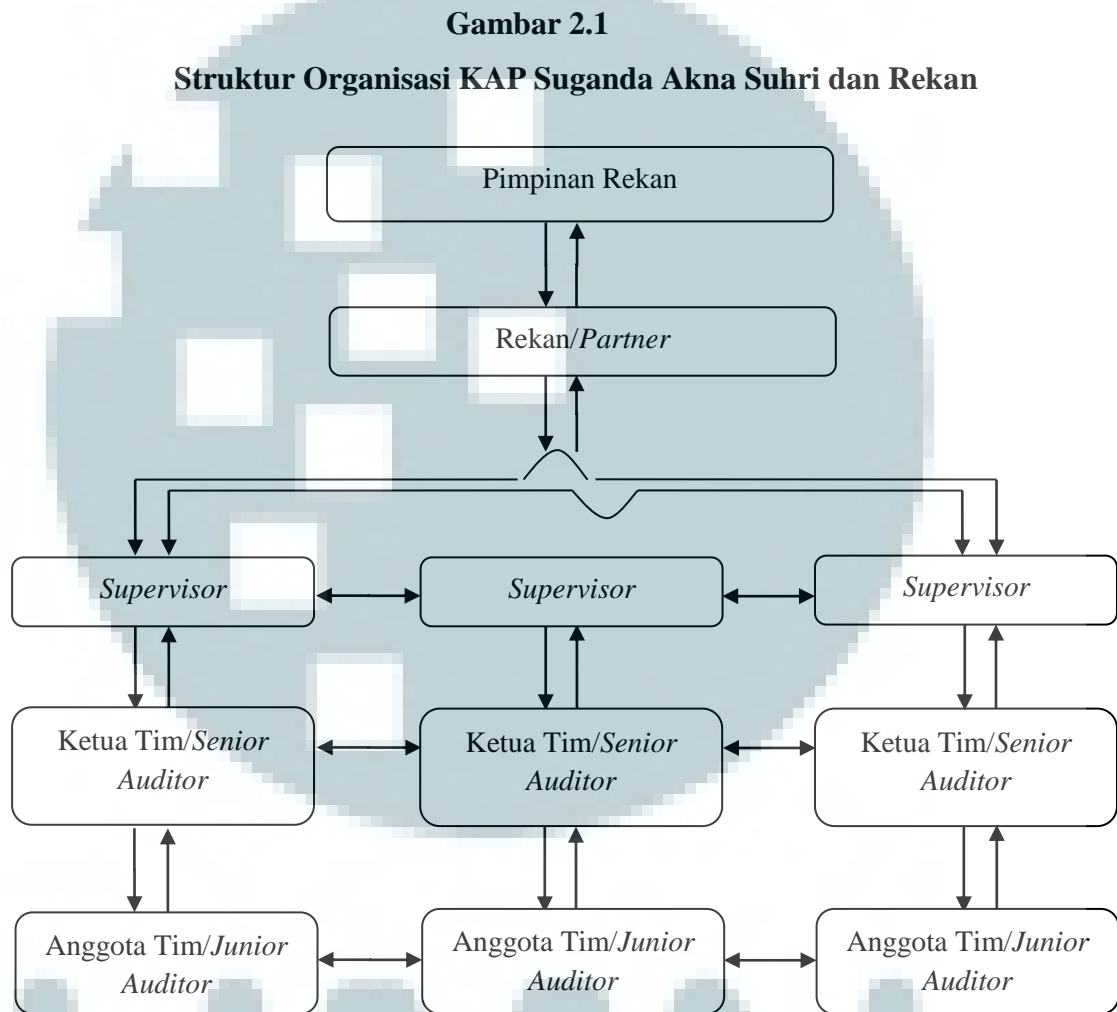 Gambar 2.1
Struktur Organisasi KAP Suganda Akna Suhri dan Rekan
Pimpinan Rekan
Rekan/Partner
Supervisor
Supervisor
Supervisor
Ketua Tim/Senior
Auditor
Ketua Tim/Senior
Auditor
Ketua Tim/Senior
Auditor
Anggota Tim/Junior
Auditor
Anggota Tim/Junior
Auditor
Anggota Tim/Junior
Auditor